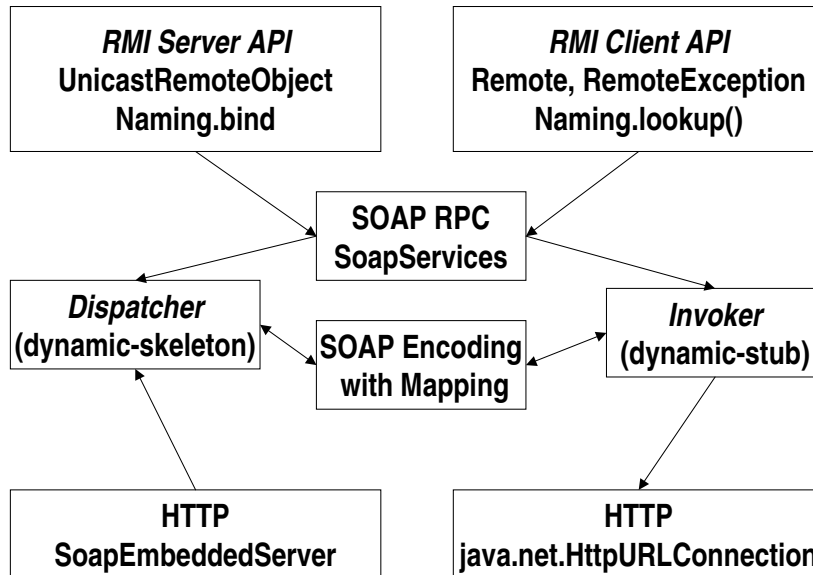 RMI Server API
UnicastRemoteObject
Naming.bind
RMI Client API
Remote, RemoteException
Naming.lookup()
SOAP RPC
SoapServices
Dispatcher
(dynamic-skeleton)
SOAP Encoding
with Mapping
Invoker
(dynamic-stub)
HTTP
SoapEmbeddedServer
HTTP
java.net.HttpURLConnection